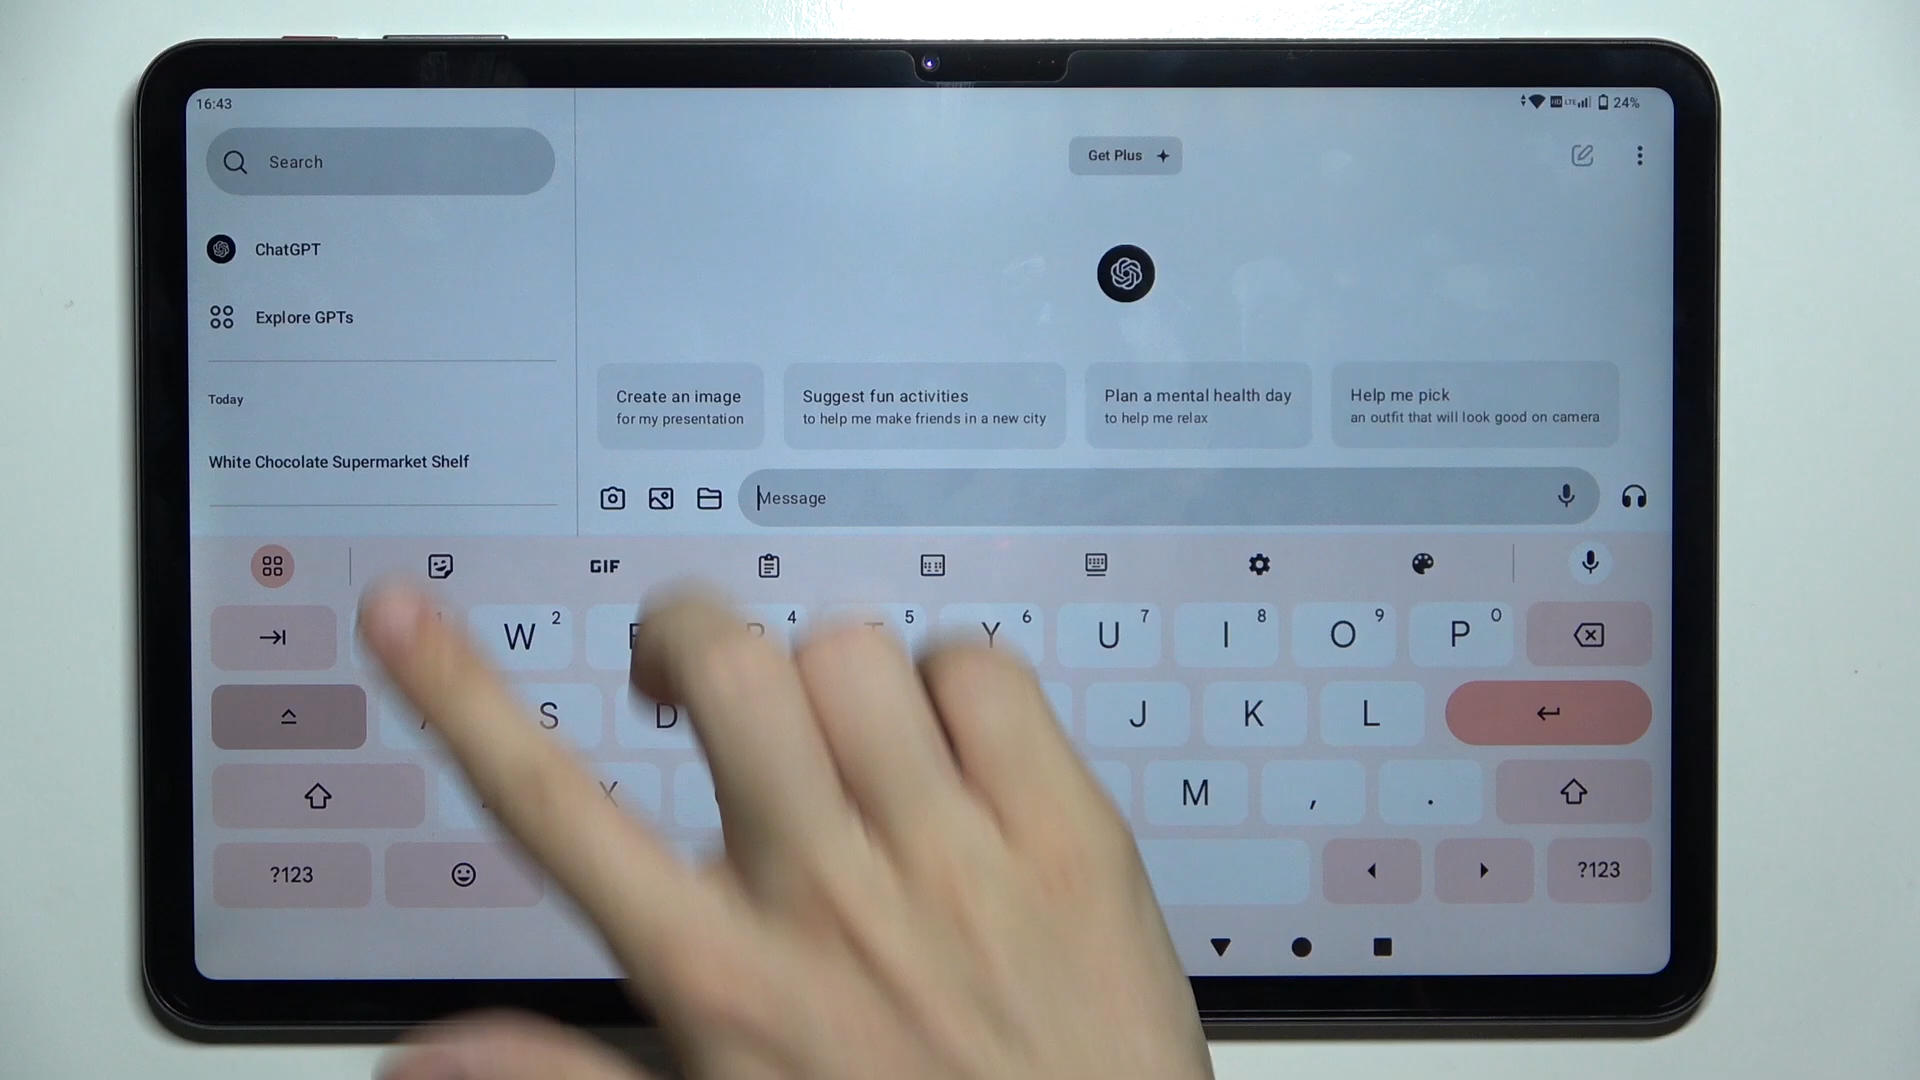 16:43
HD LTE 24%
Search
Get Plus
ChatGPT
Explore GPTs
Today
White Chocolate Supermarket Shelf
Create an image
for my presentation
Suggest fun activities
to help me make friends in a new city
Plan a mental health day
to help me relax
Help me pick
an outfit that will look good on camera
Message
GIF
1 W 2 4 5 Y 6 U 7 I 8 O 9 P 0
S D J K L
X M , .
?123 ?123